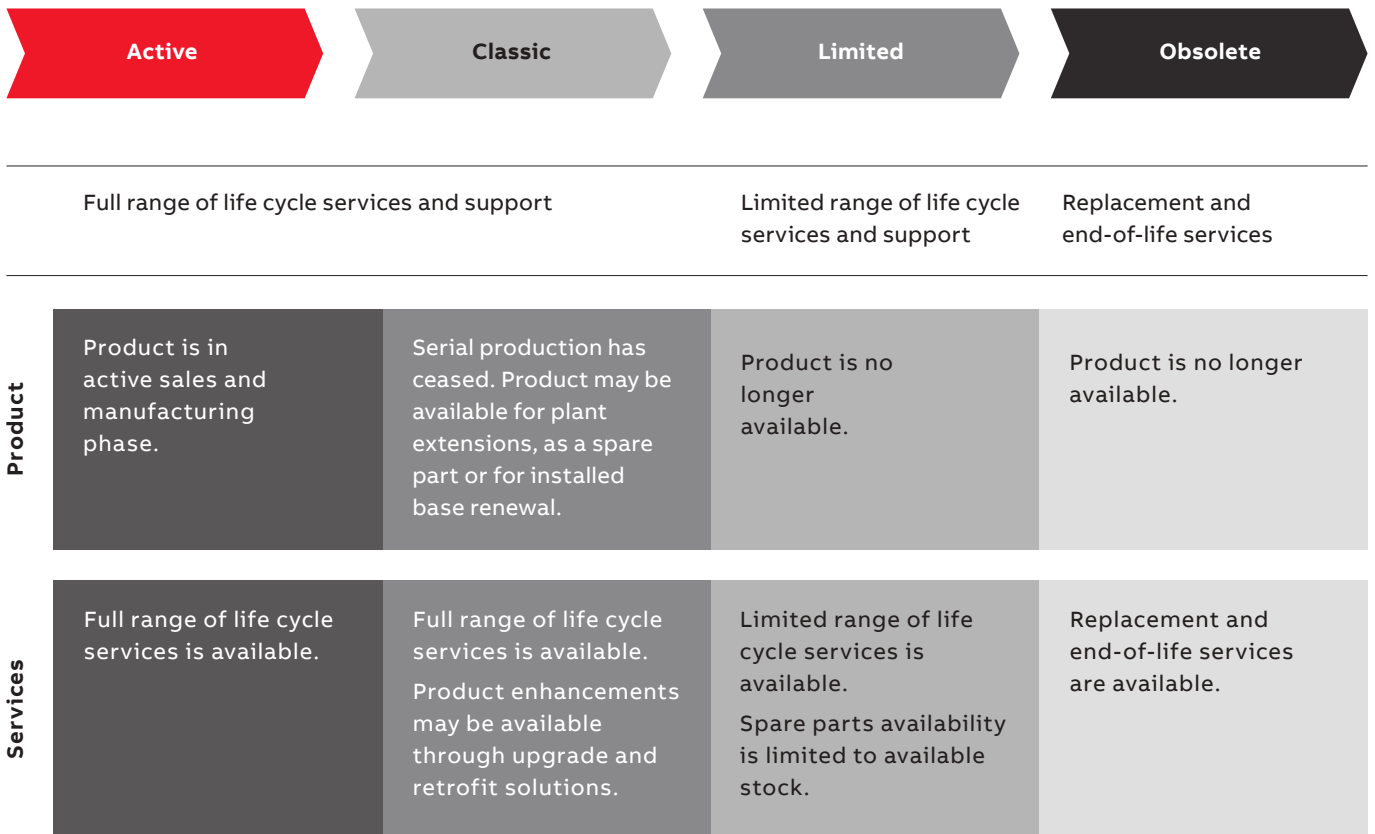 Active
Classic
Limited
Obsolete
Full range of life cycle services and support
Limited range of life cycle
services and support
Replacement and
end-of-life services
Product
Product is in
active sales and
manufacturing
phase.
Serial production has
ceased. Product may be
available for plant
extensions, as a spare
part or for installed
base renewal.
Product is no
longer
available.
Product is no longer
available.
Services
Full range of life cycle
services is available.
Full range of life cycle
services is available.
Product enhancements
may be available
through upgrade and
retrofit solutions.
Limited range of life
cycle services is
available.
Spare parts availability
is limited to available
stock.
Replacement and
end-of-life services
are available.